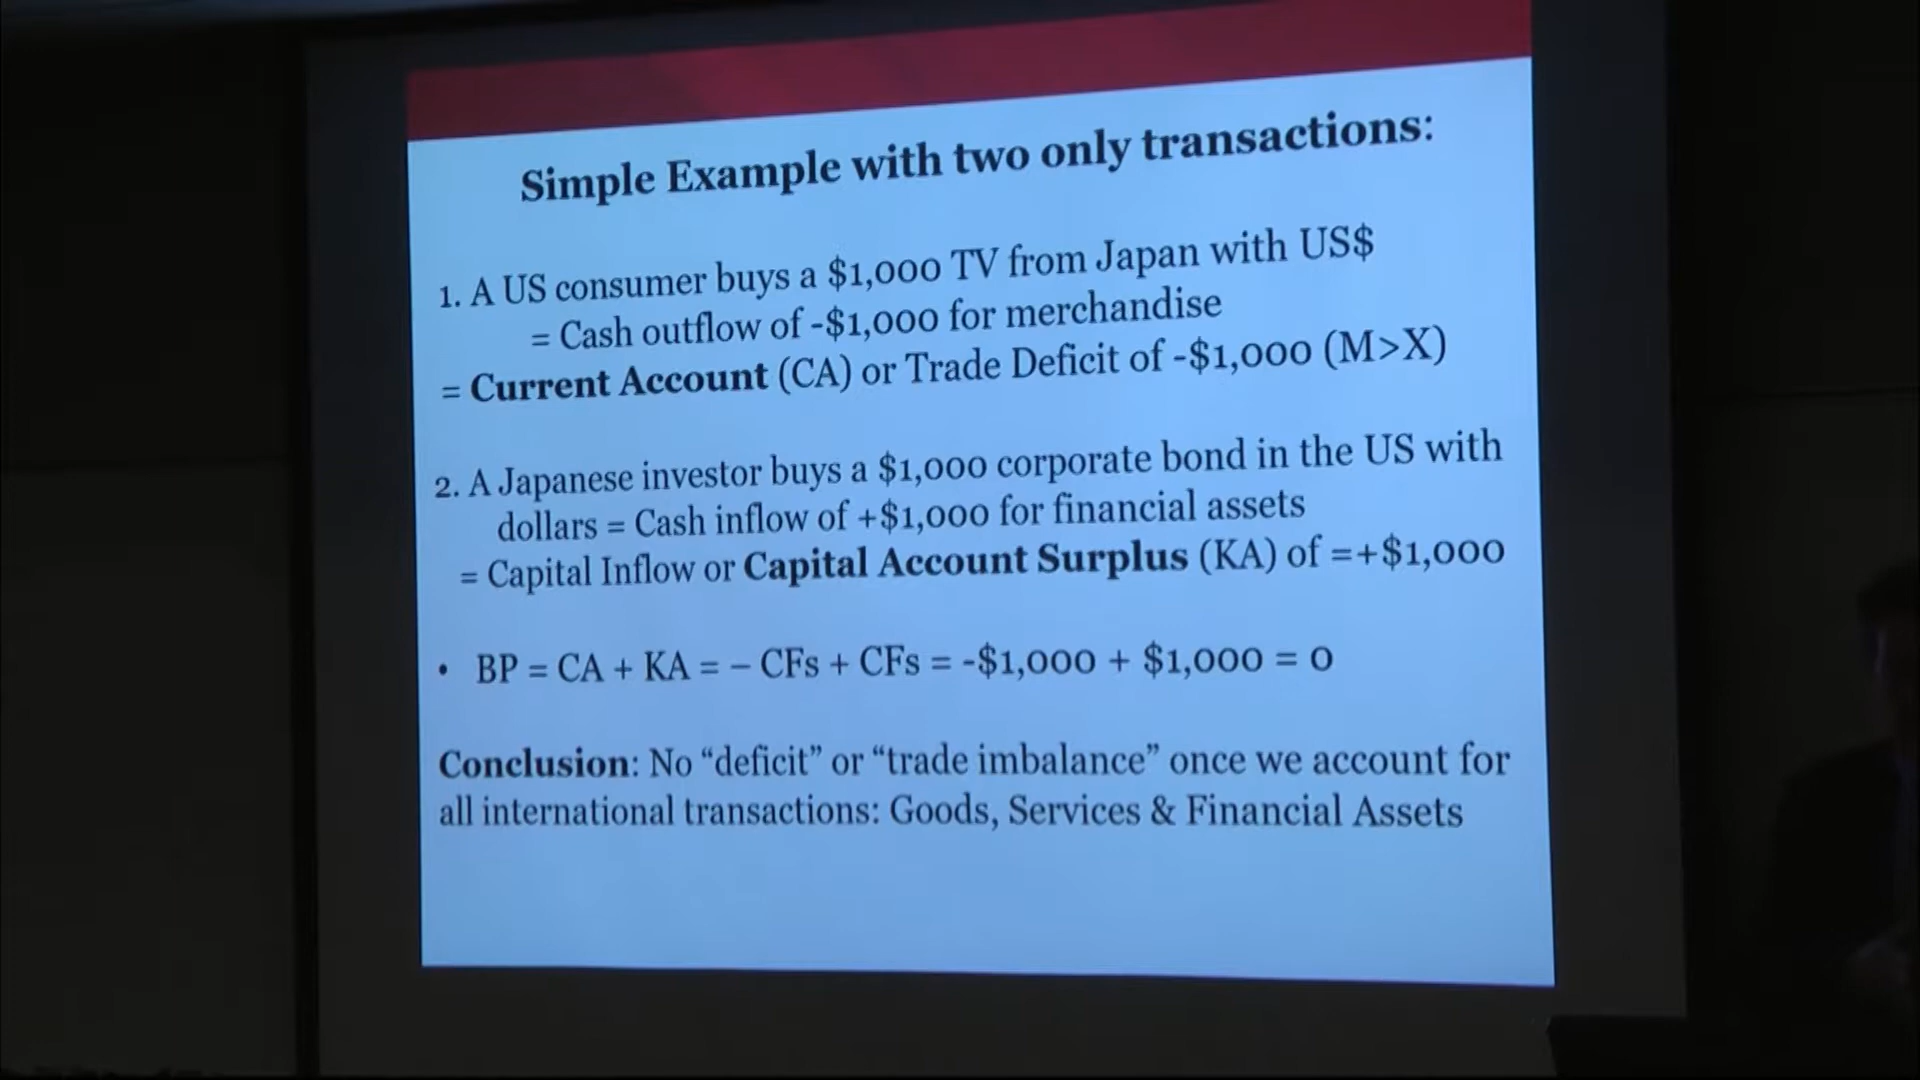 Simple Example with two only transactions:
1. A US consumer buys a $1,000 TV from Japan with US$
= Cash outflow of -$1,000 for merchandise
= Current Account (CA) or Trade Deficit of -$1,000 (M>X)
2. A Japanese investor buys a $1,000 corporate bond in the US with
dollars = Cash inflow of +$1,000 for financial assets
= Capital Inflow or Capital Account Surplus (KA) of =+$1,000
• BP = CA + KA = – CFs + CFs = -$1,000 + $1,000 = 0
Conclusion: No “deficit” or “trade imbalance” once we account for
all international transactions: Goods, Services & Financial Assets